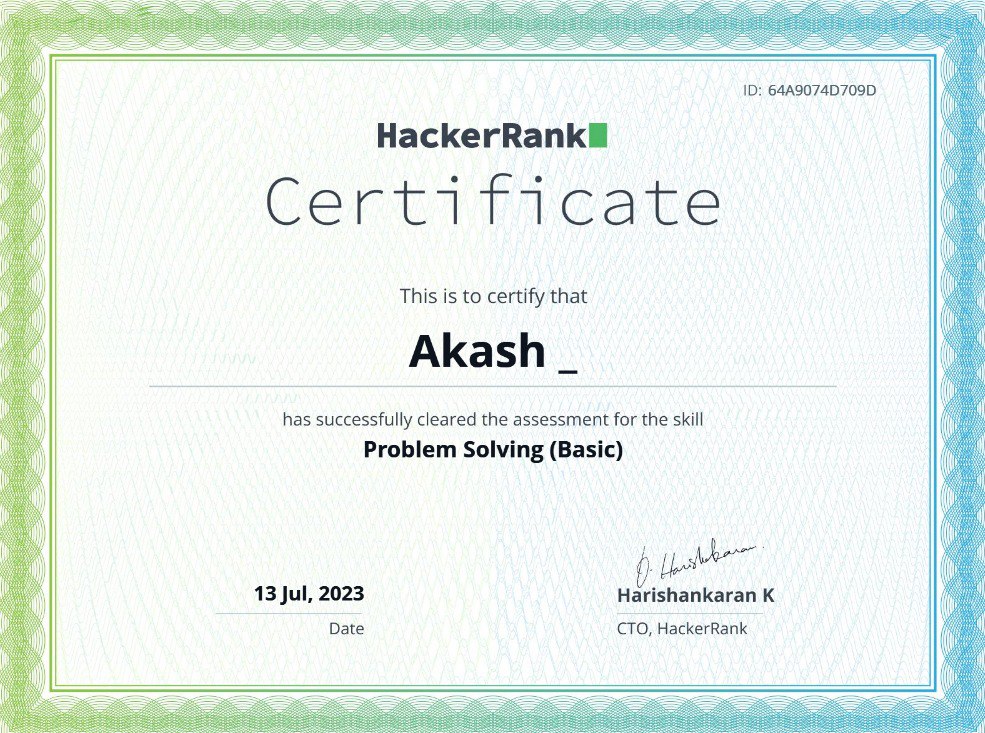 ID: 64A9074D709D
HackerRank
Certificate
This is to certify that
Akash _
has successfully cleared the assessment for the skill
Problem Solving (Basic)
13 Jul, 2023
Date
Harishankaran K
CTO, HackerRank